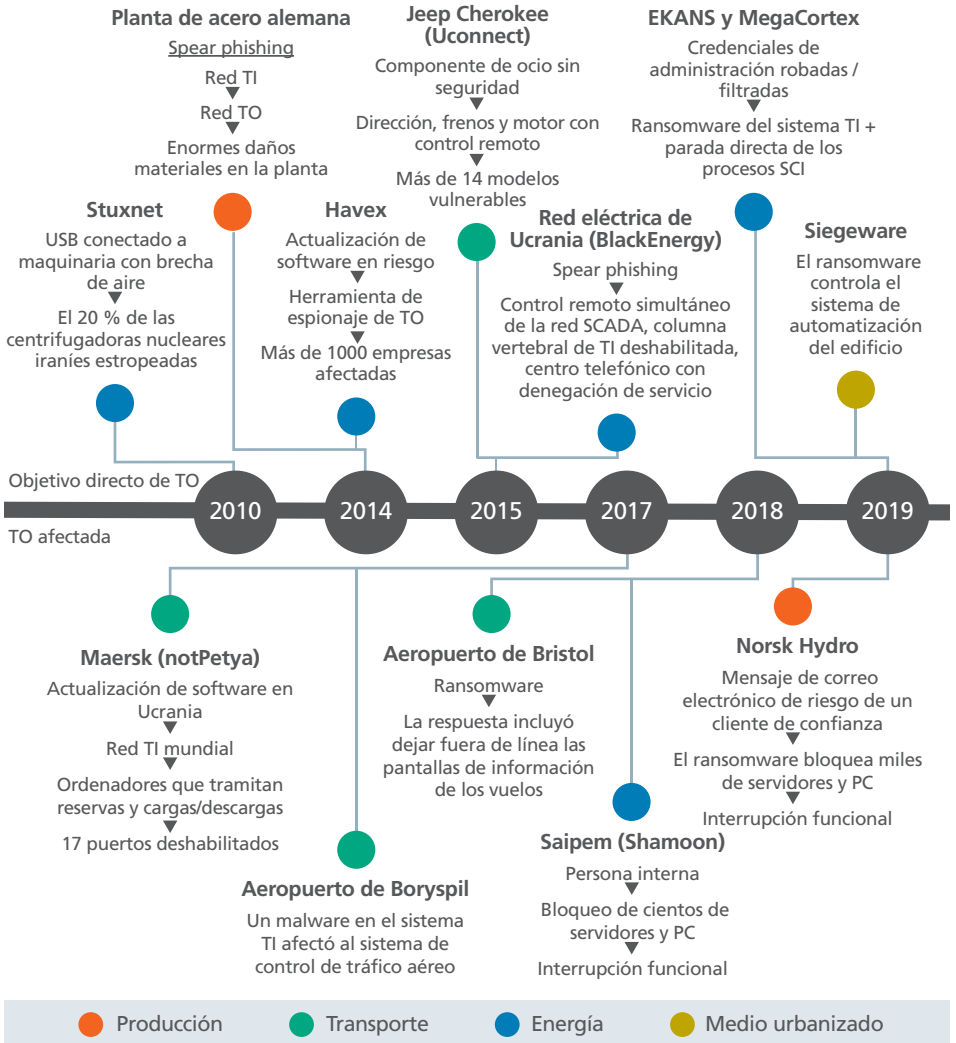 Planta de acero alemana
Spear phishing
Red TI
Red TO
Enormes daños
materiales en la planta
Jeep Cherokee
(Uconnect)
Componente de ocio sin
seguridad
Dirección, frenos y motor con
control remoto
Más de 14 modelos
vulnerables
EKANS y MegaCortex
Credenciales de
administración robadas /
filtradas
Ransomware del sistema TI +
parada directa de los
procesos SCI
Stuxnet
USB conectado a
maquinaria con brecha
de aire
El 20 % de las
centrifugadoras nucleares
iraníes estropeadas
Havex
Actualización de
software en riesgo
Herramienta de
espionaje de TO
Más de 1000 empresas
afectadas
Red eléctrica de
Ucrania (BlackEnergy)
Spear phishing
Control remoto simultáneo
de la red SCADA, columna
vertebral de TI deshabilitada,
centro telefónico con
denegación de servicio
Siegeware
El ransomware
controla el
sistema de
automatización
del edificio
Objetivo directo de TO
2010
2014
2015
2017
2018
2019
TO afectada
Maersk (notPetya)
Actualización de software en
Ucrania
Red TI mundial
Ordenadores que tramitan
reservas y cargas/descargas
17 puertos deshabilitados
Aeropuerto de Boryspil
Un malware en el sistema
TI afectó al sistema de
control de tráfico aéreo
Aeropuerto de Bristol
Ransomware
La respuesta incluyó
dejar fuera de línea las
pantallas de información
de los vuelos
Saipem (Shamoon)
Persona interna
Bloqueo de cientos de
servidores y PC
Interrupción funcional
Norsk Hydro
Mensaje de correo
electrónico de riesgo de un
cliente de confianza
El ransomware bloquea miles
de servidores y PC
Interrupción funcional
Producción
Transporte
Energía
Medio urbanizado